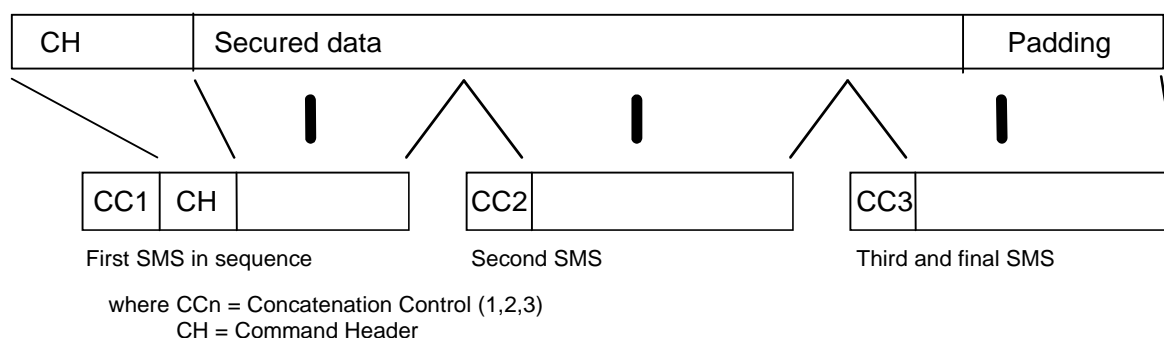 CH Secured data Padding
CC1 CH CC2 CC3
First SMS in sequence Second SMS Third and final SMS
where CCn = Concatenation Control (1,2,3)
CH = Command Header